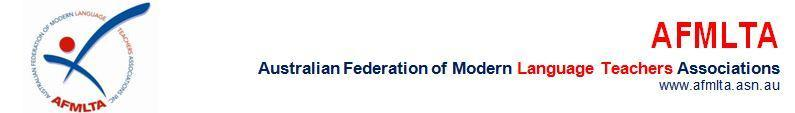 AUSTRALIAN FEDERATION OF MODERN LANGUAGE TEACHERS ASSOCIATIONS INC.
AFMLTA
AFMLTA
Australian Federation of Modern Language Teachers Associations
www.afmlta.asn.au